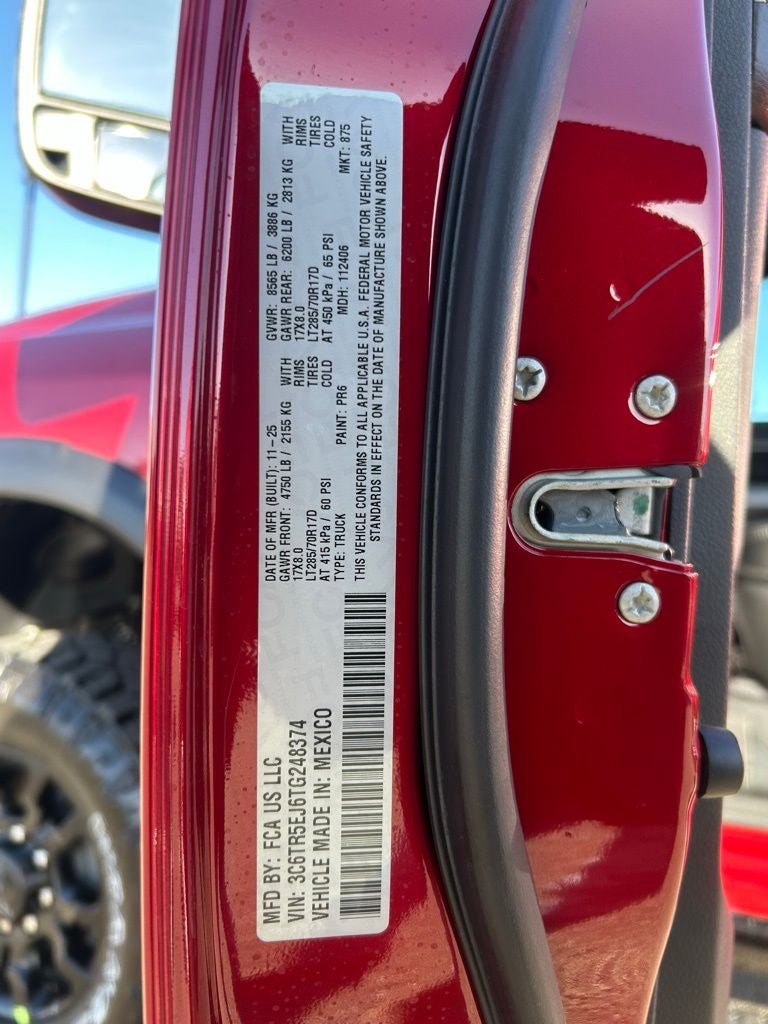 MFD BY: FCA US LLC
VIN: 3C6TR5EJ6TG248374
VEHICLE MADE IN: MEXICO
DATE OF MFR (BUILT): 11-25 GVWR: 8565 LB / 3886 KG
GAWR FRONT: 4750 LB / 2155 KG WITH GAWR REAR: 6200 LB / 2813 KG WITH
17X8.0 RIMS 17X8.0 RIMS
LT285/70R17D TIRES LT285/70R17D TIRES
AT 415 kPa / 60 PSI COLD AT 450 kPa / 65 PSI COLD
TYPE: TRUCK PAINT: PR6 MDH: 112406 MKT: 875
THIS VEHICLE CONFORMS TO ALL APPLICABLE U.S.A. FEDERAL MOTOR VEHICLE SAFETY
STANDARDS IN EFFECT ON THE DATE OF MANUFACTURE SHOWN ABOVE.